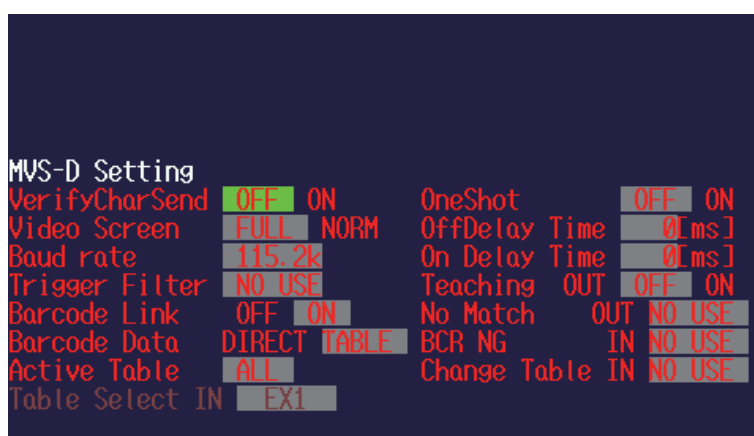 MVS-D Setting
VerifyCharSend OFF ON OneShot OFF ON
Video Screen FULL NORM OffDelay Time 0[ms]
Baud rate 115.2k On Delay Time 0[ms]
Trigger Filter NO USE Teaching OUT OFF ON
Barcode Link OFF ON No Match OUT NO USE
Barcode Data DIRECT TABLE BCR NG IN NO USE
Active Table ALL Change Table IN NO USE
Table Select IN EX1